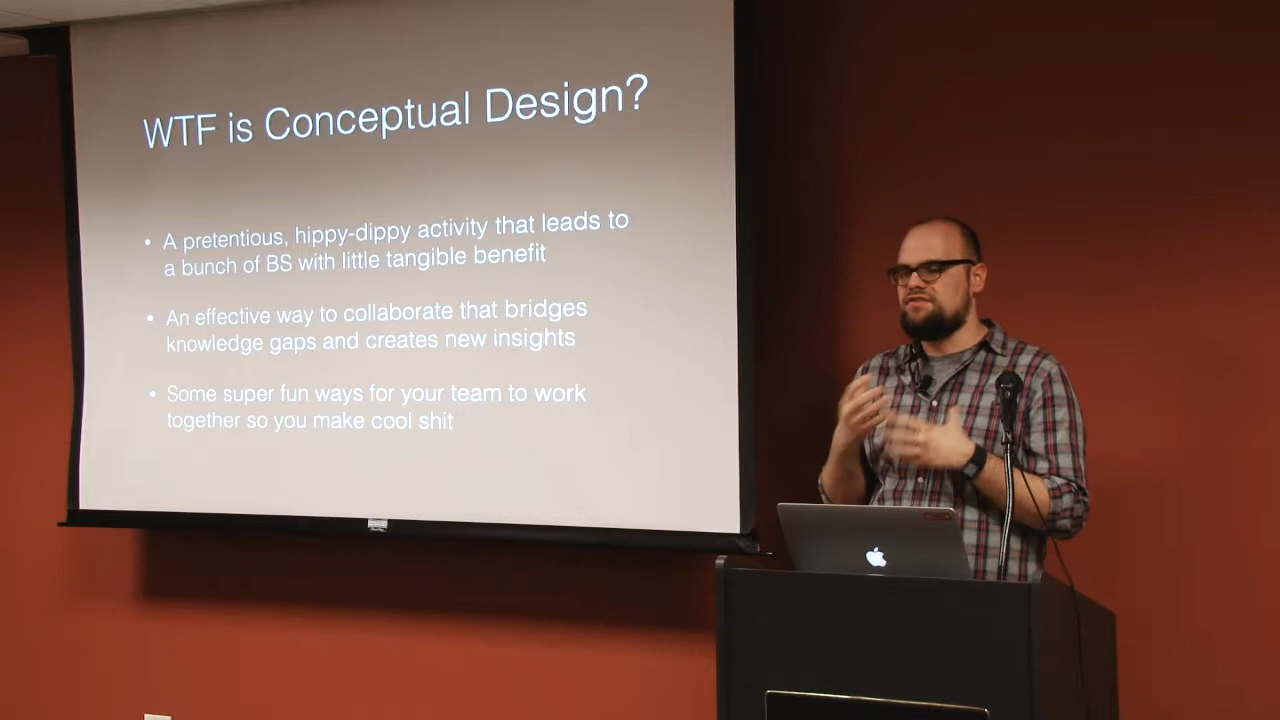 WTF is Conceptual Design?
• A pretentious, hippy-dippy activity that leads to
a bunch of BS with little tangible benefit
• An effective way to collaborate that bridges
knowledge gaps and creates new insights
• Some super fun ways for your team to work
together so you make cool shit